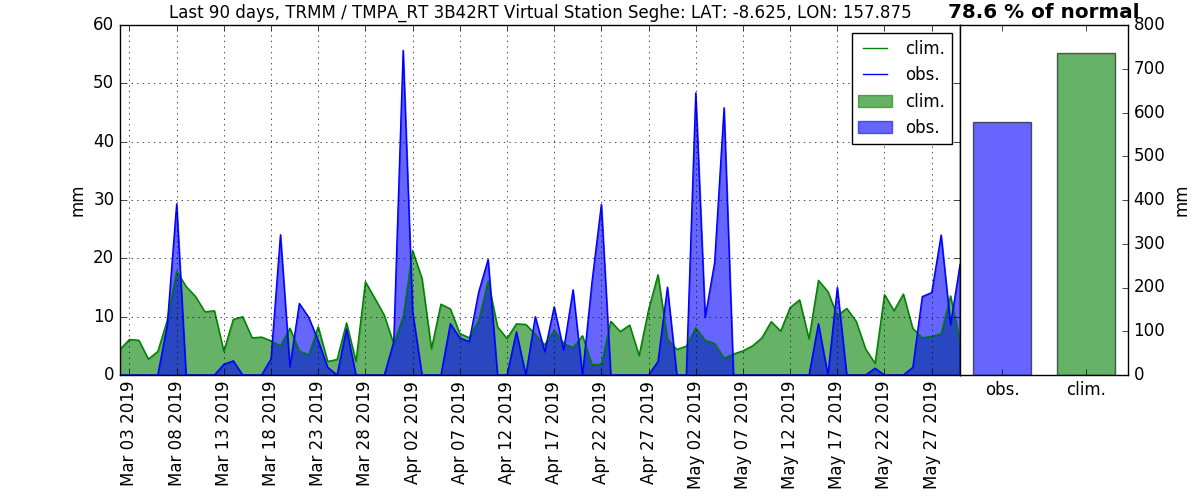 Last 90 days, TRMM / TMPA_RT 3B42RT Virtual Station Seghe: LAT: -8.625, LON: 157.875
78.6 % of normal
60
50
40
30
20
10
0
mm
clim.
obs.
clim.
obs.
Mar 03 2019
Mar 08 2019
Mar 13 2019
Mar 18 2019
Mar 23 2019
Mar 28 2019
Apr 02 2019
Apr 07 2019
Apr 12 2019
Apr 17 2019
Apr 22 2019
Apr 27 2019
May 02 2019
May 07 2019
May 12 2019
May 17 2019
May 22 2019
May 27 2019
800
700
600
500
400
300
200
100
0
mm
obs.
clim.